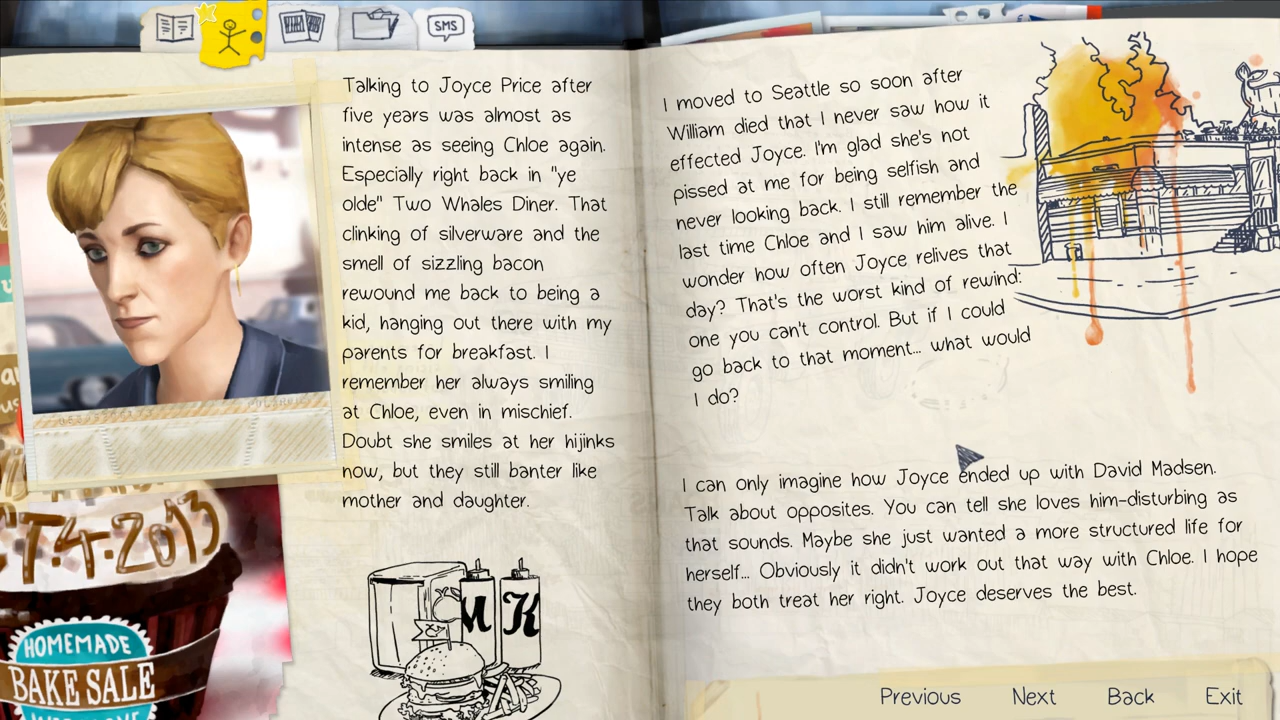 SMS
Talking to Joyce Price after
five years was almost as
intense as seeing Chloe again.
Especially right back in "ye
olde" Two Whales Diner. That
clinking of silverware and the
smell of sizzling bacon
rewound me back to being a
kid, hanging out there with my
parents for breakfast. I
remember her always smiling
at Chloe, even in mischief.
Doubt she smiles at her hijinks
now, but they still banter like
mother and daughter.
CT.4.2013
HOMEMADE
BAKE SALE
M K
I moved to Seattle so soon after
William died that I never saw how it
effected Joyce. I'm glad she's not
pissed at me for being selfish and
never looking back. I still remember the
last time Chloe and I saw him alive. I
wonder how often Joyce relives that
day? That's the worst kind of rewind:
one you can't control. But if I could
go back to that moment... what would
I do?
I can only imagine how Joyce ended up with David Madsen.
Talk about opposites. You can tell she loves him-disturbing as
that sounds. Maybe she just wanted a more structured life for
herself... Obviously it didn't work out that way with Chloe. I hope
they both treat her right. Joyce deserves the best.
Previous Next Back Exit